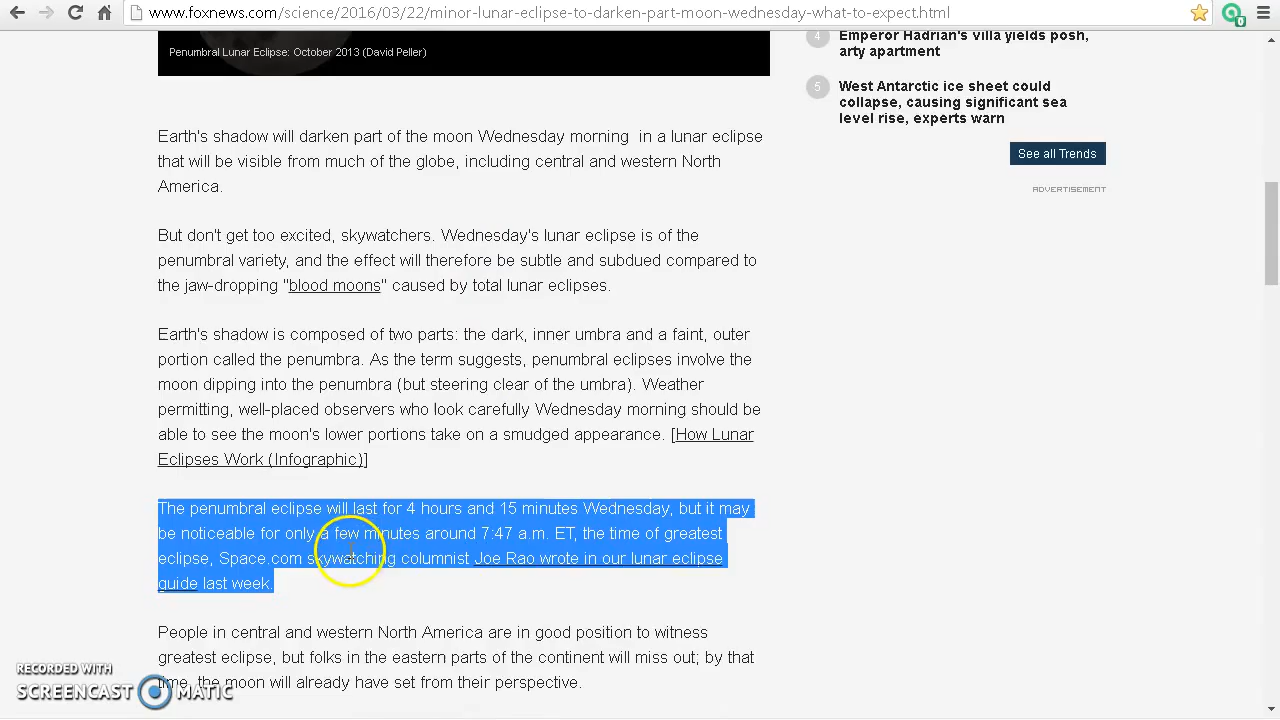 www.foxnews.com/science/2016/03/22/minor-lunar-eclipse-to-darken-part-moon-wednesday-what-to-expect.html
0
Penumbral Lunar Eclipse: October 2013 (David Peller)
4 Emperor Hadrian's villa yields posh,
arty apartment
5 West Antarctic ice sheet could
collapse, causing significant sea
level rise, experts warn
See all Trends
ADVERTISEMENT
Earth's shadow will darken part of the moon Wednesday morning in a lunar eclipse
that will be visible from much of the globe, including central and western North
America.
But don't get too excited, skywatchers. Wednesday's lunar eclipse is of the
penumbral variety, and the effect will therefore be subtle and subdued compared to
the jaw-dropping "blood moons" caused by total lunar eclipses.
Earth's shadow is composed of two parts: the dark, inner umbra and a faint, outer
portion called the penumbra. As the term suggests, penumbral eclipses involve the
moon dipping into the penumbra (but steering clear of the umbra). Weather
permitting, well-placed observers who look carefully Wednesday morning should be
able to see the moon's lower portions take on a smudged appearance. [How Lunar
Eclipses Work (Infographic)]
The penumbral eclipse will last for 4 hours and 15 minutes Wednesday, but it may
be noticeable for only a few minutes around 7:47 a.m. ET, the time of greatest
eclipse, Space.com skywatching columnist Joe Rao wrote in our lunar eclipse
guide last week.
People in central and western North America are in good position to witness
greatest eclipse, but folks in the eastern parts of the continent will miss out; by that
time, the moon will already have set from their perspective.
RECORDED WITH
SCREENCAST MATIC